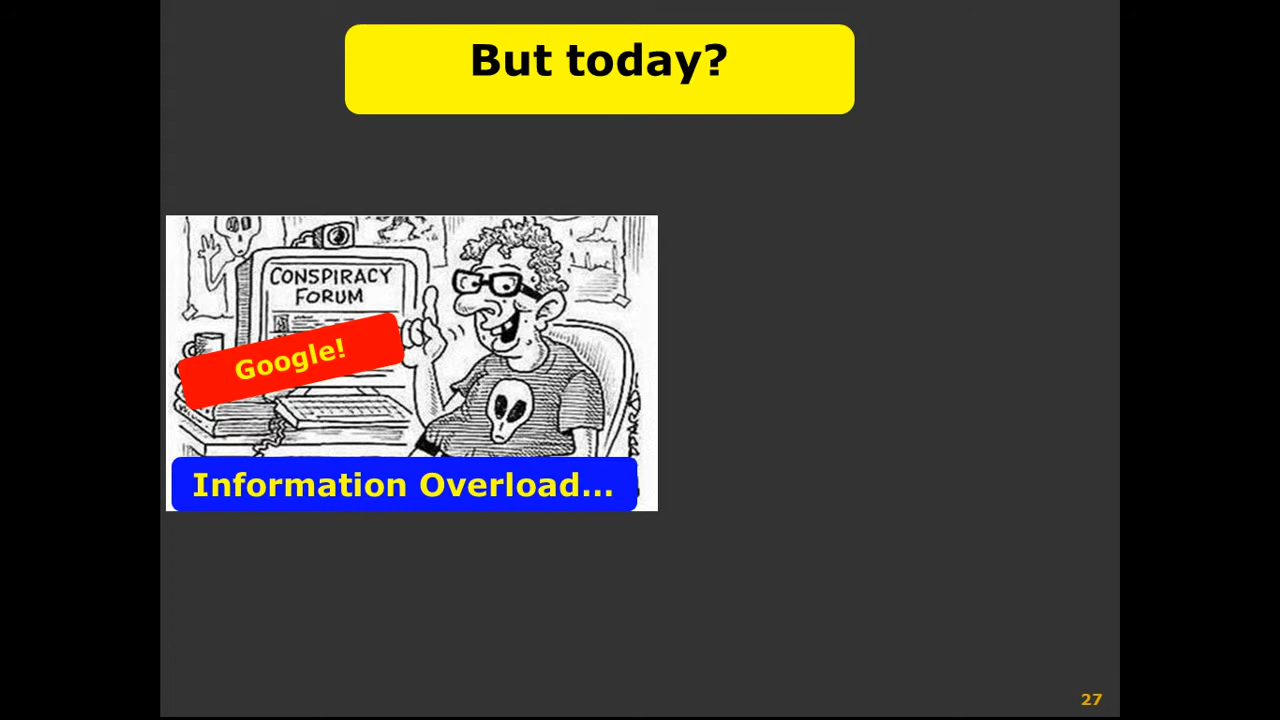 But today?
CONSPIRACY
FORUM
Google!
Information Overload...
27